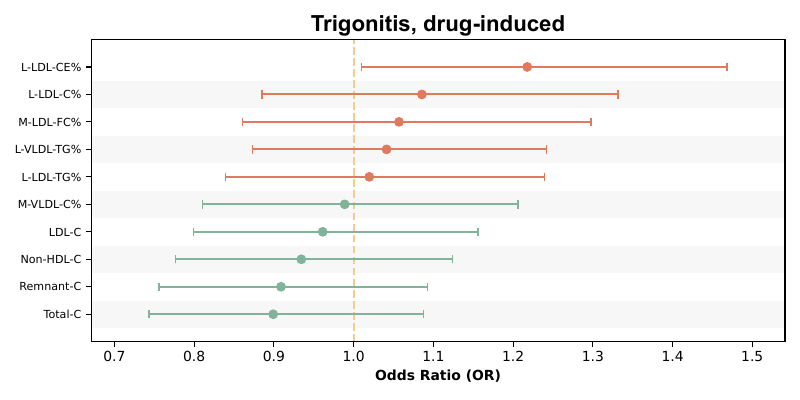 Trigonitis, drug-induced
L-LDL-CE%
L-LDL-C%
M-LDL-FC%
L-VLDL-TG%
L-LDL-TG%
M-VLDL-C%
LDL-C
Non-HDL-C
Remnant-C
Total-C
0.7 0.8 0.9 1.0 1.1 1.2 1.3 1.4 1.5
Odds Ratio (OR)